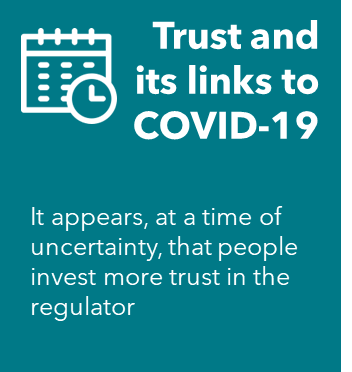 Trust and
its links to
COVID-19
It appears, at a time of
uncertainty, that people
invest more trust in the
regulator